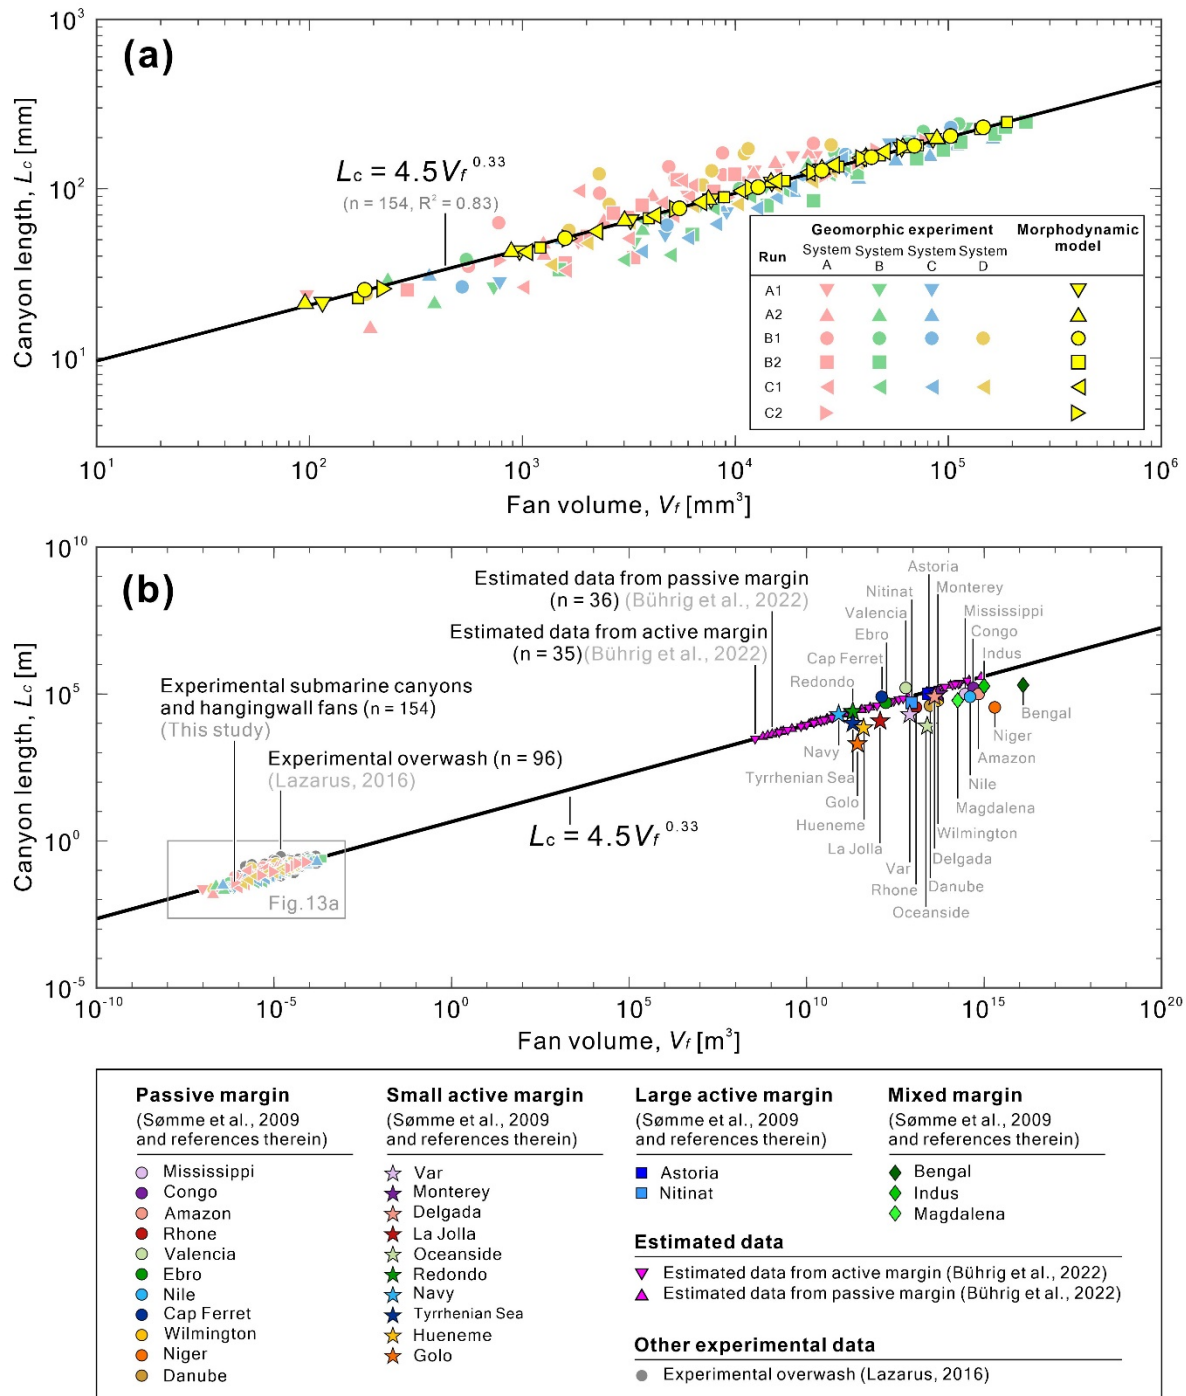 (a)
10³
10²
10¹
Canyon length, Lc [mm]
Lc = 4.5Vf^0.33
(n = 154, R² = 0.83)
Geomorphic experiment
Morphodynamic model
Run
System A
System B
System C
System D
A1
A2
B1
B2
C1
C2
10¹ 10² 10³ 10⁴ 10⁵ 10⁶
Fan volume, Vf [mm³]
(b)
10¹⁰
10⁵
10⁰
10⁻⁵
Canyon length, Lc [m]
Estimated data from passive margin
(n = 36) (Bührig et al., 2022)
Estimated data from active margin
(n = 35)(Bührig et al., 2022)
Experimental submarine canyons
and hangingwall fans (n = 154)
(This study)
Experimental overwash (n = 96)
(Lazarus, 2016)
Fig.13a
Lc = 4.5Vf^0.33
Astoria
Nitinat
Monterey
Valencia
Mississippi
Ebro
Congo
Cap Ferret
Indus
Redondo
Navy
Tyrrhenian Sea
Golo
Hueneme
La Jolla
Var
Rhone
Oceanside
Danube
Delgada
Wilmington
Magdalena
Nile
Amazon
Niger
Bengal
10⁻¹⁰ 10⁻⁵ 10⁰ 10⁵ 10¹⁰ 10¹⁵ 10²⁰
Fan volume, Vf [m³]
Passive margin
(Sømme et al., 2009
and references therein)
Mississippi
Congo
Amazon
Rhone
Valencia
Ebro
Nile
Cap Ferret
Wilmington
Niger
Danube
Small active margin
(Sømme et al., 2009
and references therein)
Var
Monterey
Delgada
La Jolla
Oceanside
Redondo
Navy
Tyrrhenian Sea
Hueneme
Golo
Large active margin
(Sømme et al., 2009
and references therein)
Astoria
Nitinat
Mixed margin
(Sømme et al., 2009
and references therein)
Bengal
Indus
Magdalena
Estimated data
Estimated data from active margin (Bührig et al., 2022)
Estimated data from passive margin (Bührig et al., 2022)
Other experimental data
Experimental overwash (Lazarus, 2016)